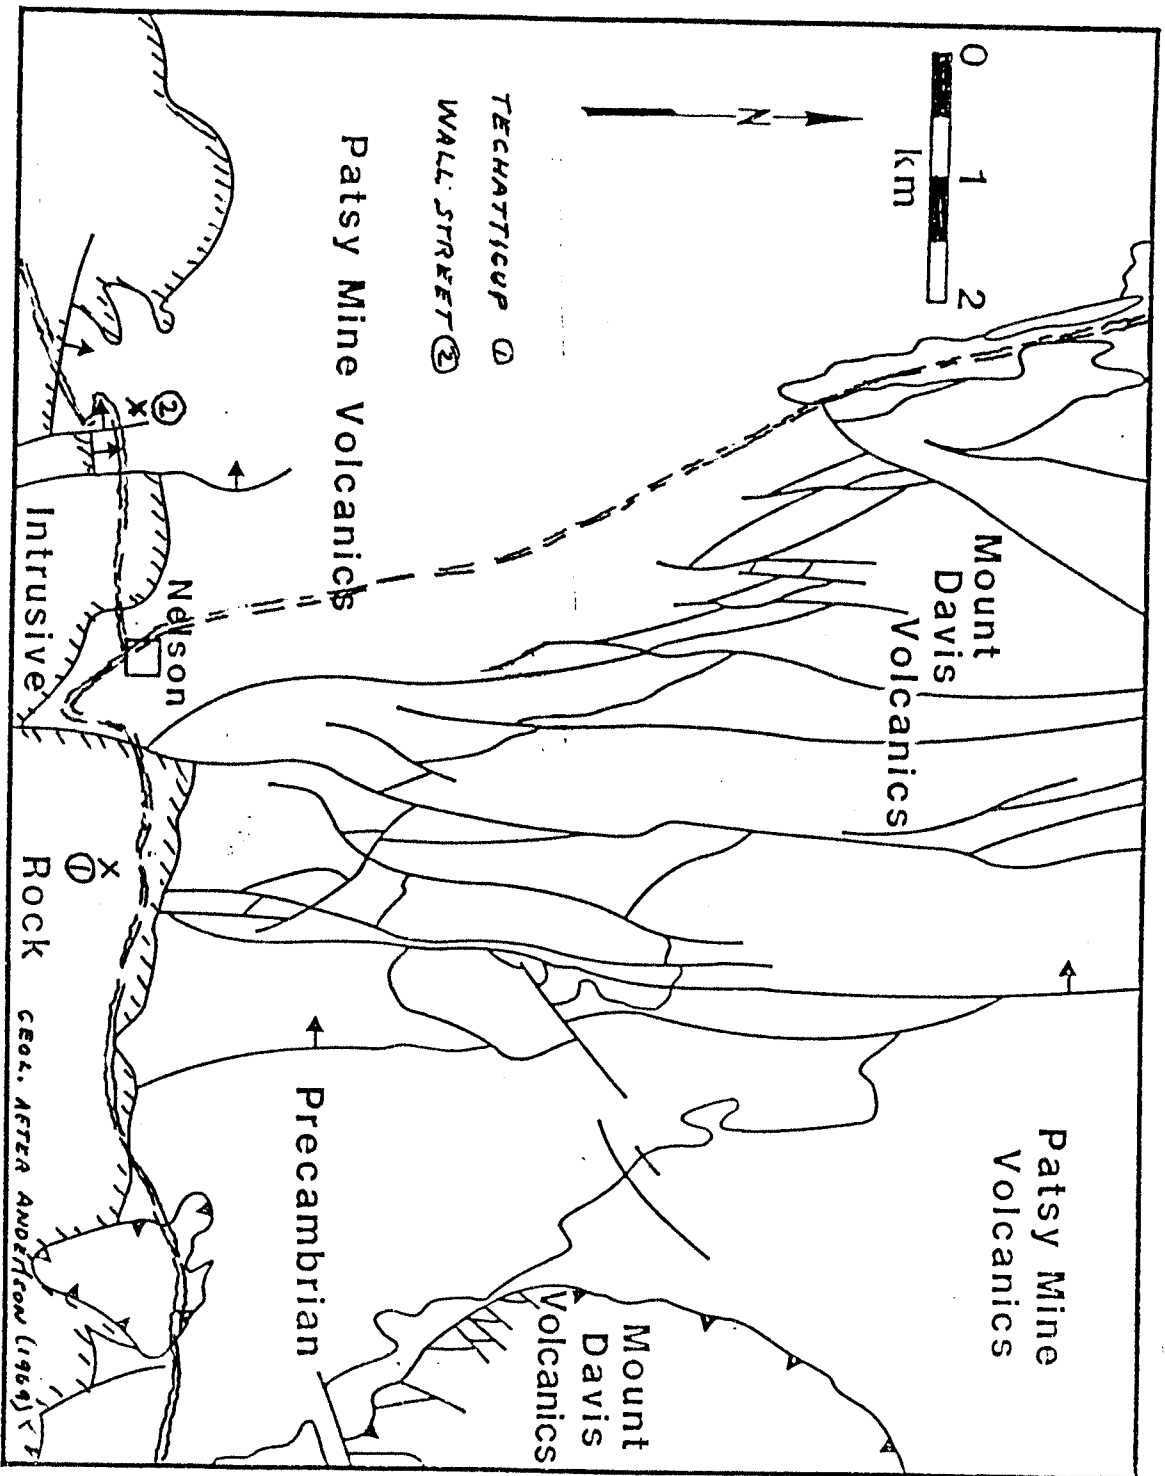 0 1 2
km
N
TECHATTICUP ①
WALL STREET ②
Patsy Mine Volcanics
Mount
Davis
Volcanics
Patsy Mine
Volcanics
②
Nelson
Intrusive Rock
①
Precambrian
Mount
Davis
Volcanics
GEOL. AFTER ANDERSON (1969)